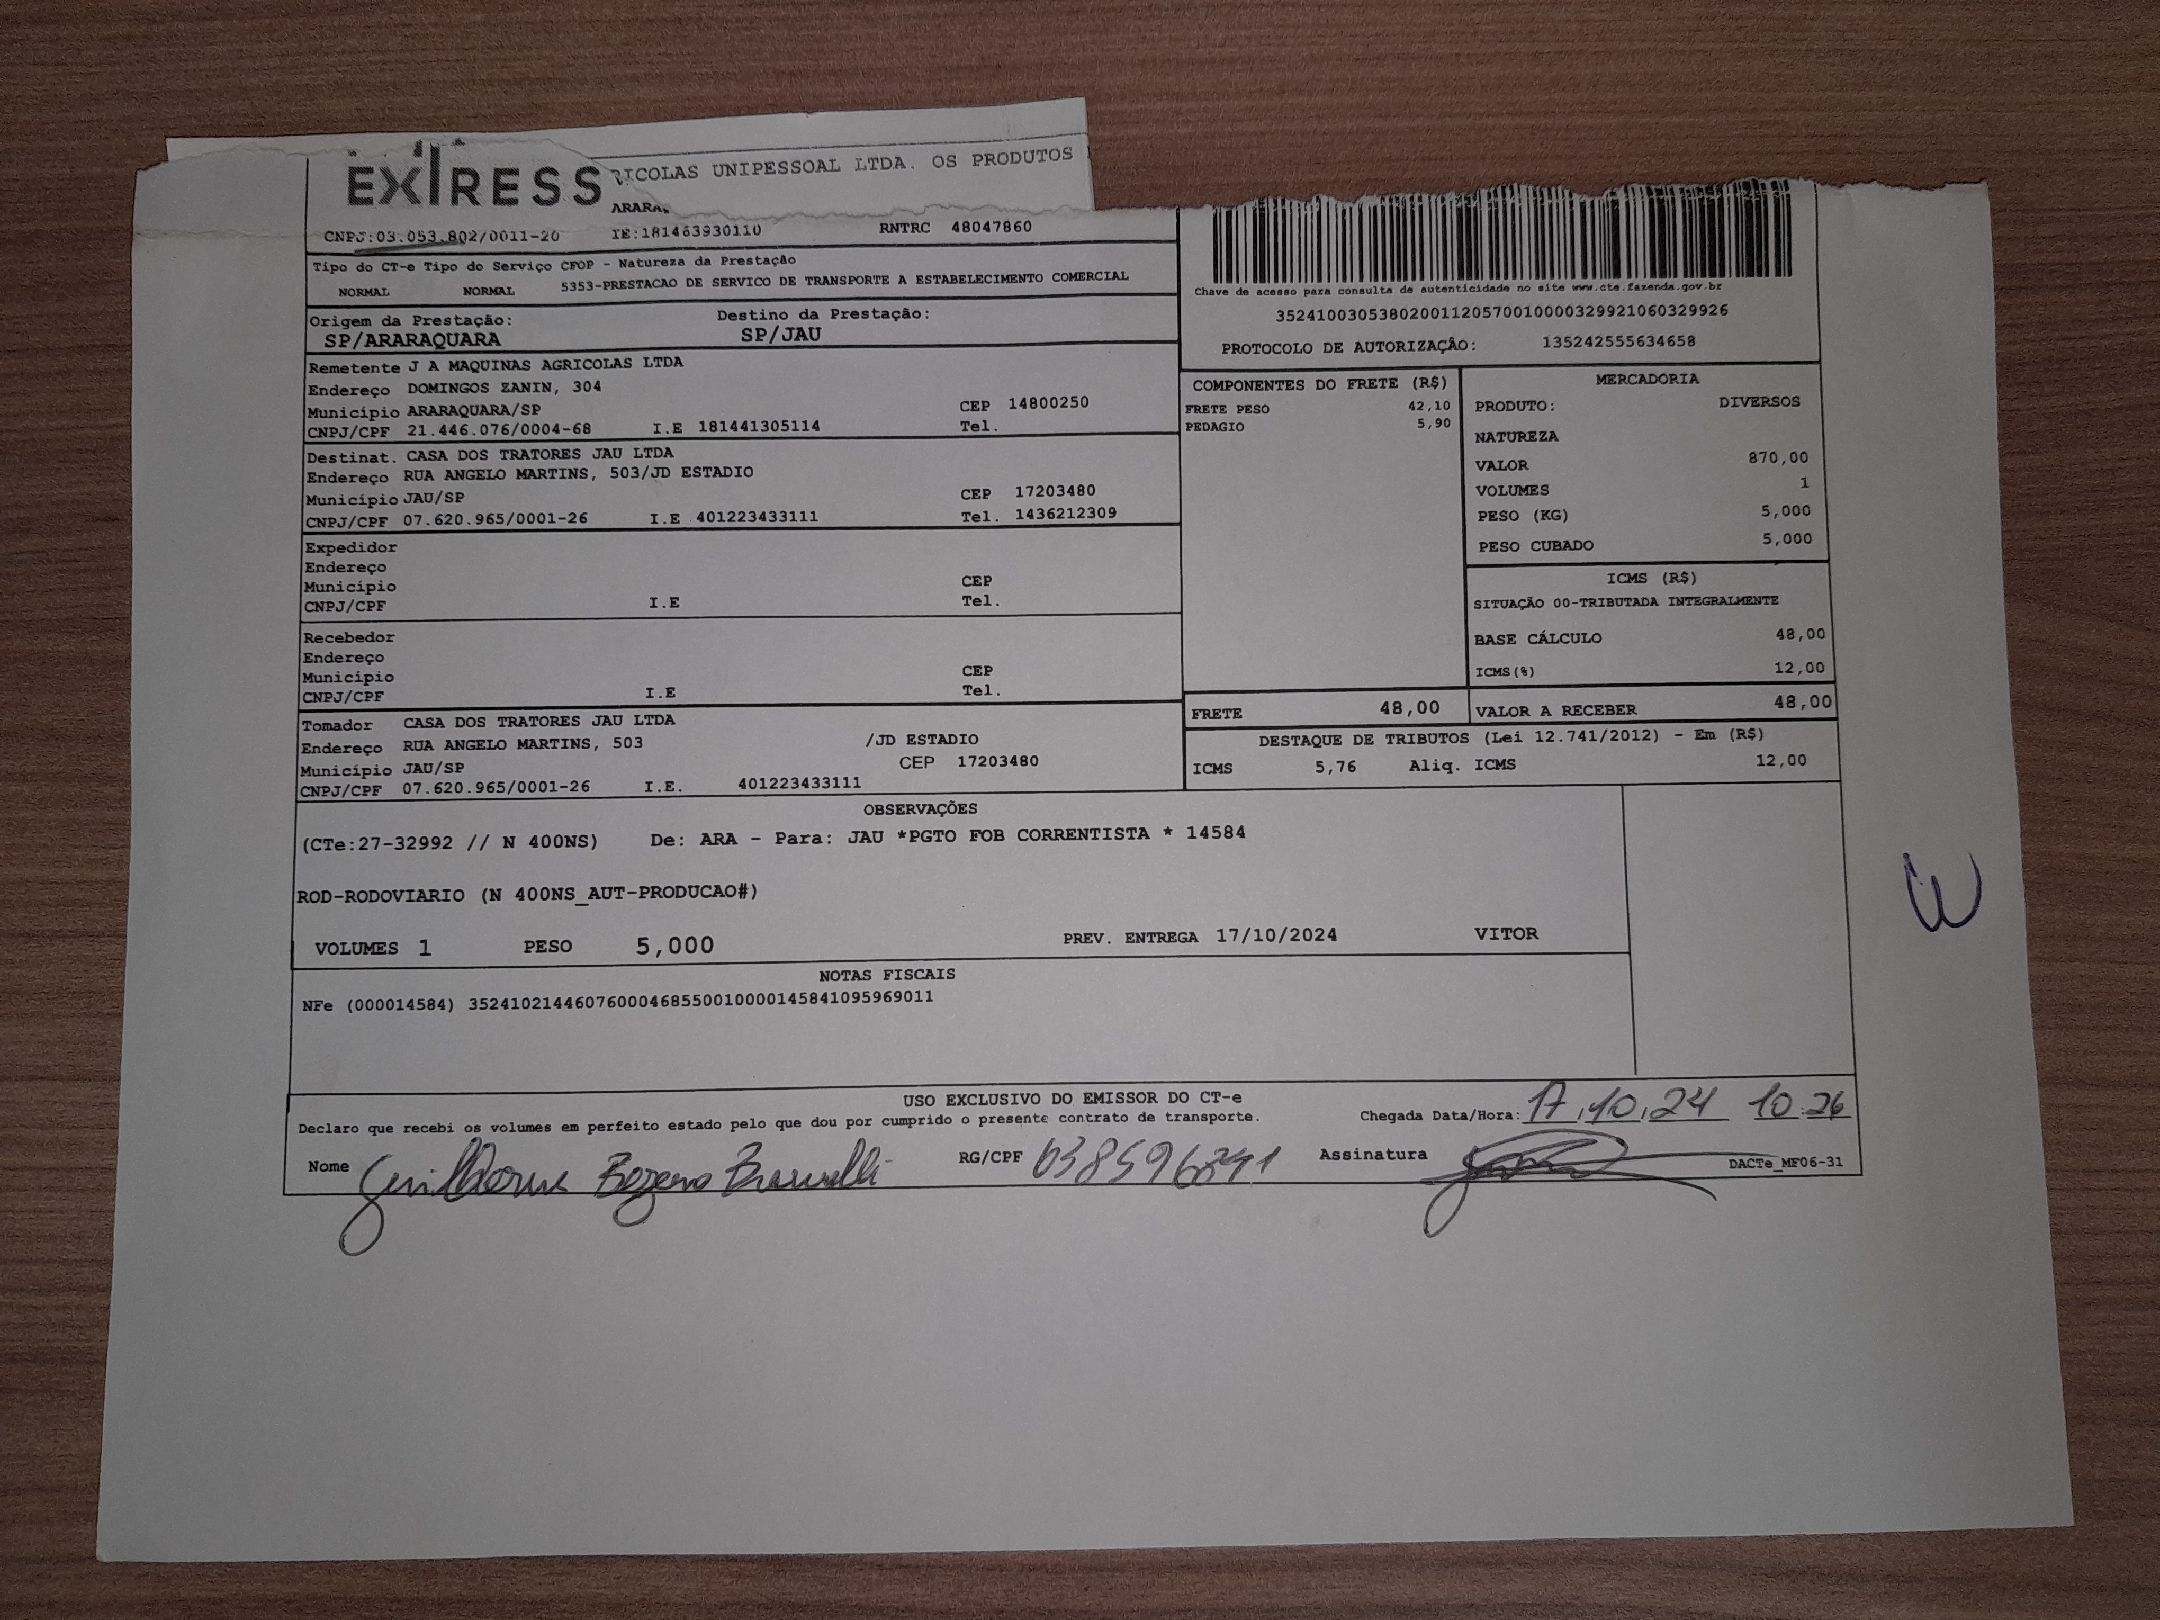 EXPRESS
RICOLAS UNIPESSOAL LTDA. OS PRODUTOS
CNPJ:03.053.802/0011-20 IE:181463930110 RNTRC 48047860
Tipo do CT-e Tipo do Serviço CFOP - Natureza da Prestação
NORMAL NORMAL 5353-PRESTACAO DE SERVICO DE TRANSPORTE A ESTABELECIMENTO COMERCIAL
Origem da Prestação: Destino da Prestação:
SP/ARARAQUARA SP/JAU
Remetente J A MAQUINAS AGRICOLAS LTDA
Endereço DOMINGOS ZANIN, 304
Município ARARAQUARA/SP CEP 14800250
CNPJ/CPF 21.446.076/0004-68 I.E 181441305114 Tel.
Destinat. CASA DOS TRATORES JAU LTDA
Endereço RUA ANGELO MARTINS, 503/JD ESTADIO
Município JAU/SP CEP 17203480
CNPJ/CPF 07.620.965/0001-26 I.E 401223433111 Tel. 1436212309
Expedidor
Endereço
Município CEP
CNPJ/CPF I.E Tel.
Recebedor
Endereço
Município CEP
CNPJ/CPF I.E Tel.
Tomador CASA DOS TRATORES JAU LTDA
Endereço RUA ANGELO MARTINS, 503 /JD ESTADIO
Município JAU/SP CEP 17203480
CNPJ/CPF 07.620.965/0001-26 I.E. 401223433111
Chave de acesso para consulta de autenticidade no site www.cte.fazenda.gov.br
35241003053802001120570010000329921060329926
PROTOCOLO DE AUTORIZAÇÂO: 135242555634658
COMPONENTES DO FRETE (R$)
FRETE PESO 42,10
PEDAGIO 5,90
MERCADORIA
PRODUTO: DIVERSOS
NATUREZA
VALOR 870,00
VOLUMES 1
PESO (KG) 5,000
PESO CUBADO 5,000
ICMS (R$)
SITUAÇÃO 00-TRIBUTADA INTEGRALMENTE
BASE CÁLCULO 48,00
ICMS(%) 12,00
FRETE 48,00 VALOR A RECEBER 48,00
DESTAQUE DE TRIBUTOS (Lei 12.741/2012) - Em (R$)
ICMS 5,76 Aliq. ICMS 12,00
OBSERVAÇÕES
(CTe:27-32992 // N 400NS) De: ARA - Para: JAU *PGTO FOB CORRENTISTA * 14584
ROD-RODOVIARIO (N 400NS_AUT-PRODUCAO#)
VOLUMES 1 PESO 5,000 PREV. ENTREGA 17/10/2024 VITOR
NOTAS FISCAIS
NFe (000014584) 35241021446076000468550010000145841095969011
USO EXCLUSIVO DO EMISSOR DO CT-e
Declaro que recebi os volumes em perfeito estado pelo que dou por cumprido o presente contrato de transporte. Chegada Data/Hora: 17,10,24 10:26
Nome Guilherme RG/CPF Assinatura DACTe_MF06-31